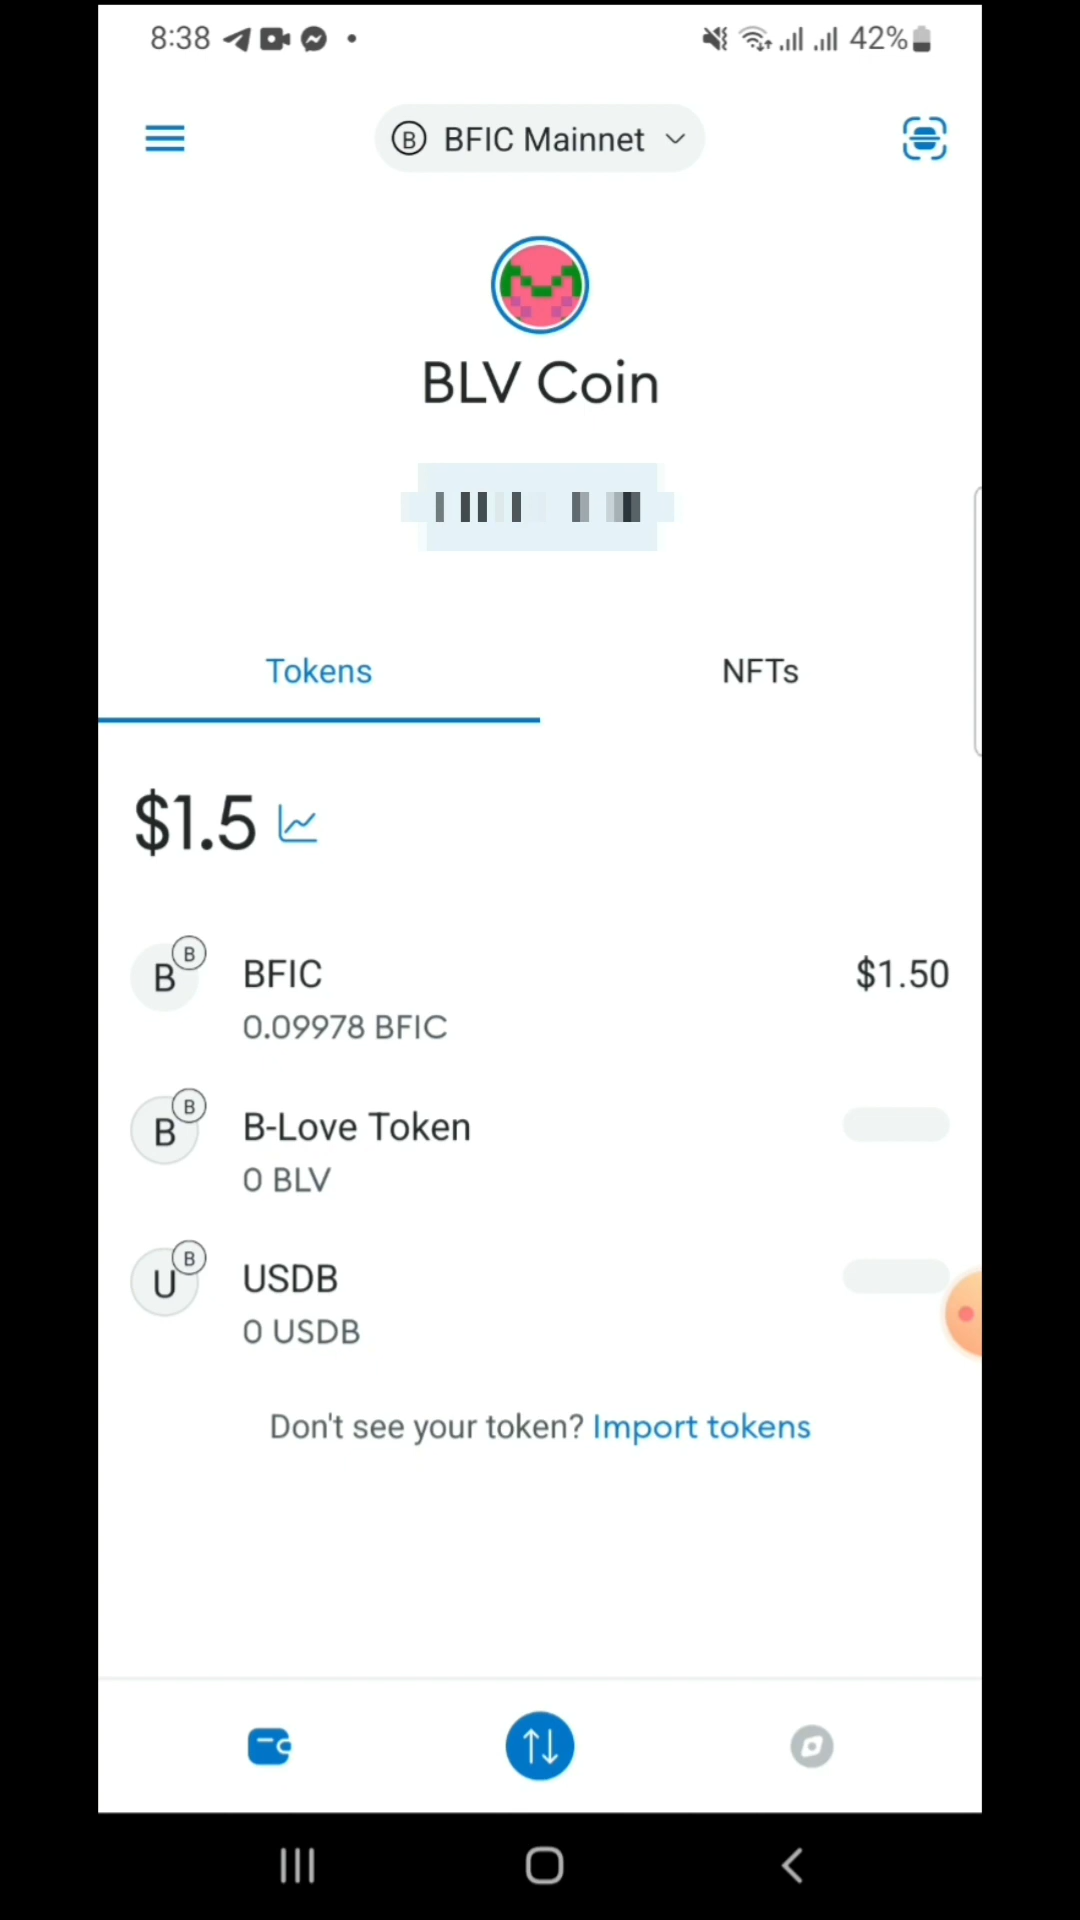 8:38
42%
BFIC Mainnet
BLV Coin
Tokens
NFTs
$1.5
B
B
BFIC
$1.50
0.09978 BFIC
B
B
B-Love Token
0 BLV
U
B
USDB
0 USDB
Don't see your token? Import tokens